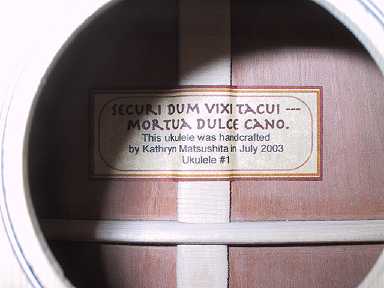 SECURI DUM VIXI TACUI ---
MORTUA DULCE CANO.
This ukulele was handcrafted
by Kathryn Matsushita in July 2003
Ukulele #1